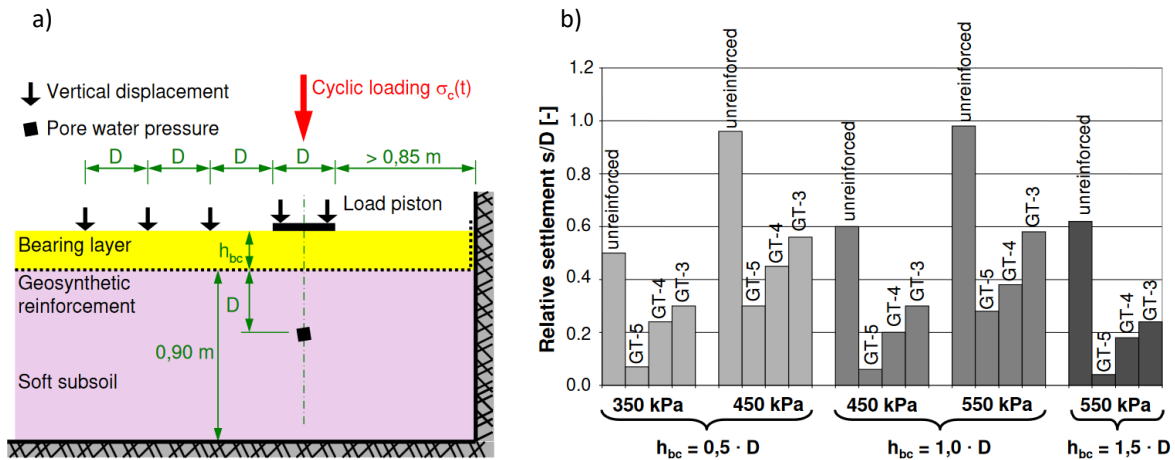 a)
Vertical displacement
Pore water pressure
Cyclic loading σc(t)
D
D
D
D
> 0,85 m
Load piston
Bearing layer
hbc
Geosynthetic
reinforcement
D
0,90 m
Soft subsoil
b)
Relative settlement s/D [-]
1.2
1.0
0.8
0.6
0.4
0.2
0.0
unreinforced
GT-5
GT-4
GT-3
unreinforced
GT-5
GT-4
GT-3
unreinforced
GT-5
GT-4
GT-3
unreinforced
GT-5
GT-4
GT-3
unreinforced
GT-5
GT-4
GT-3
350 kPa 450 kPa 450 kPa 550 kPa 550 kPa
hbc = 0,5 · D hbc = 1,0 · D hbc = 1,5 · D